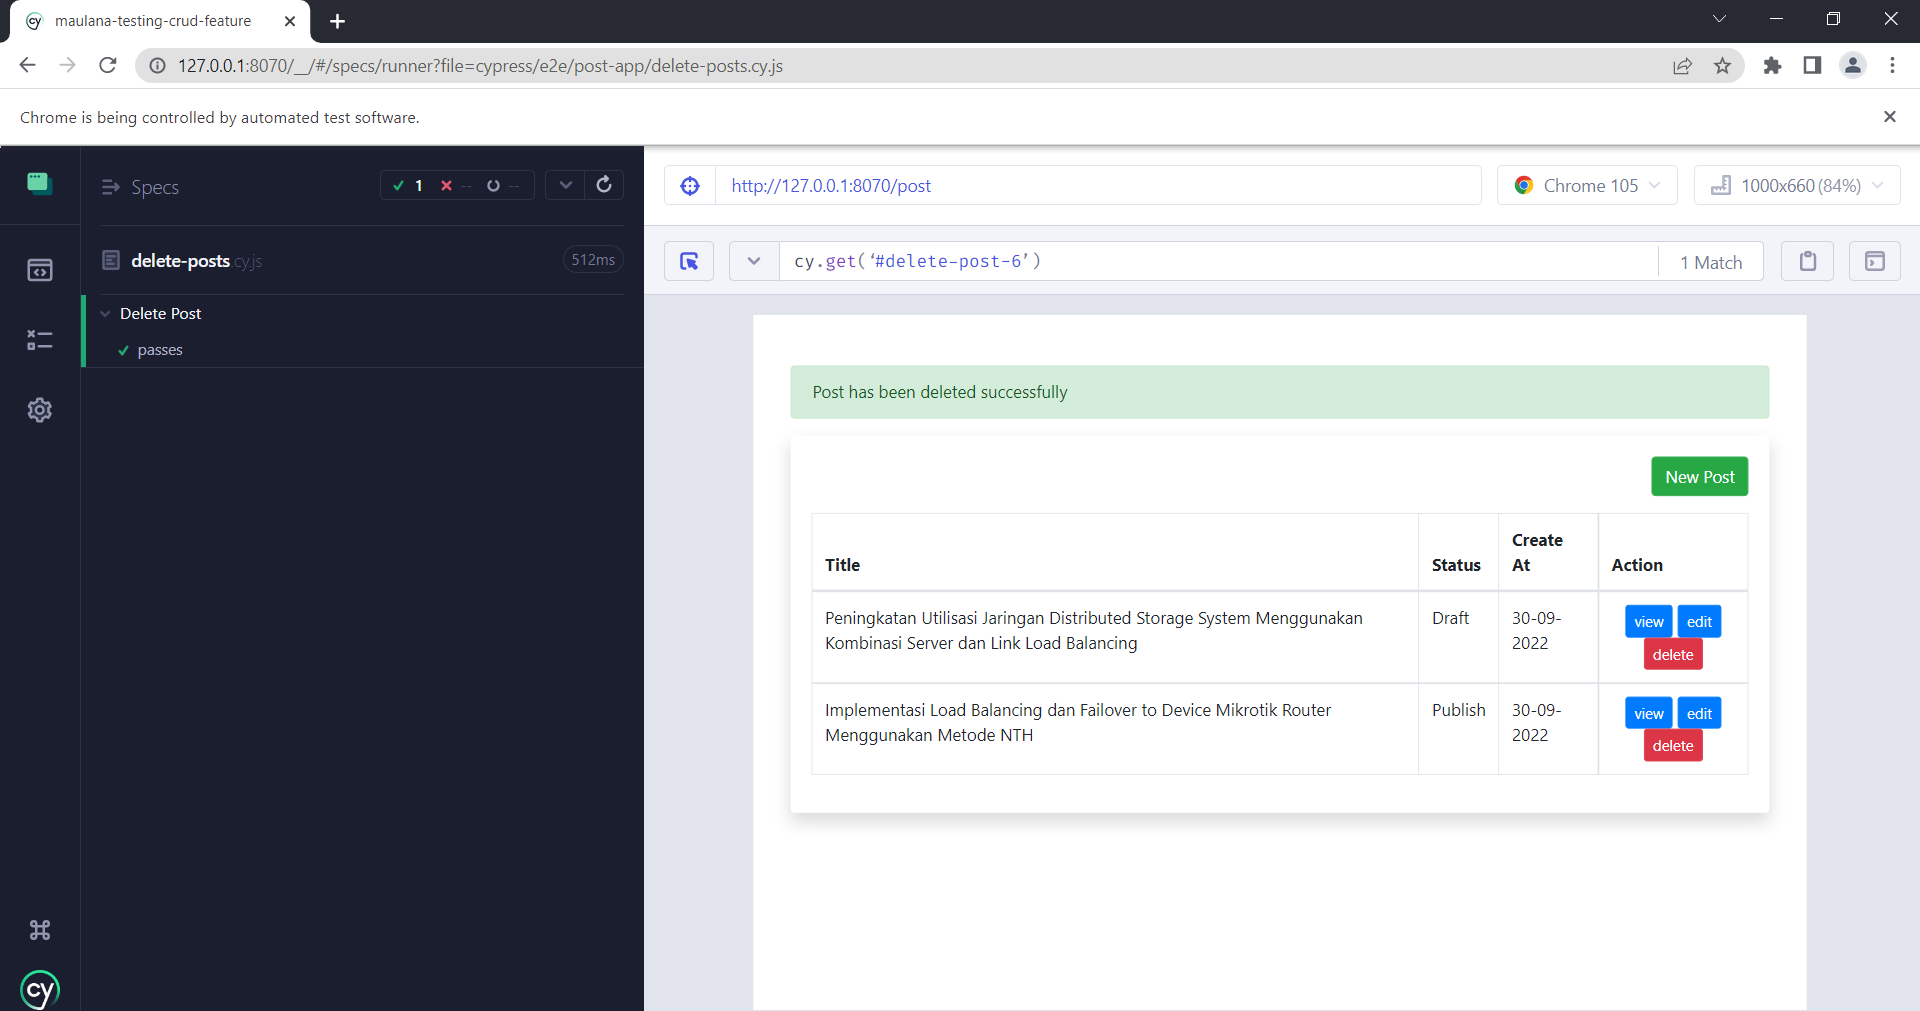 maulana-testing-crud-feature
127.0.0.1:8070/__/#/specs/runner?file=cypress/e2e/post-app/delete-posts.cy.js
Chrome is being controlled by automated test software.
Specs
1 -- --
http://127.0.0.1:8070/post
Chrome 105
1000x660 (84%)
delete-posts.cy.js
512ms
cy.get(‘#delete-post-6’)
1 Match
Delete Post
passes
Post has been deleted successfully
New Post
Title
Status
Create
At
Action
Peningkatan Utilisasi Jaringan Distributed Storage System Menggunakan
Kombinasi Server dan Link Load Balancing
Draft
30-09-
2022
view
edit
delete
Implementasi Load Balancing dan Failover to Device Mikrotik Router
Menggunakan Metode NTH
Publish
30-09-
2022
view
edit
delete
cy